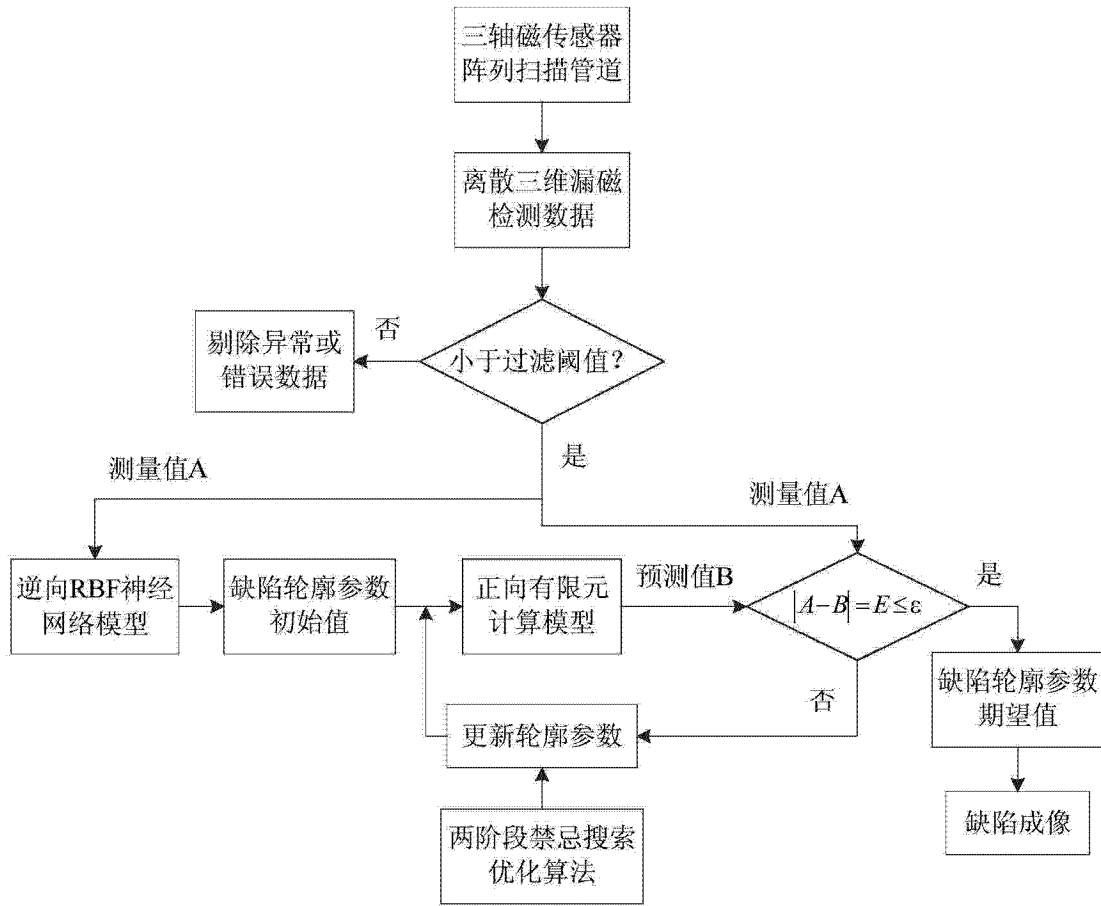 三轴磁传感器
阵列扫描管道
离散三维漏磁
检测数据
否
剔除异常或
错误数据
小于过滤阈值？
是
测量值A
测量值A
逆向RBF神经
网络模型
缺陷轮廓参数
初始值
正向有限元
计算模型
预测值B
|A−B|=E≤ε
是
缺陷轮廓参数
期望值
否
更新轮廓参数
缺陷成像
两阶段禁忌搜索
优化算法